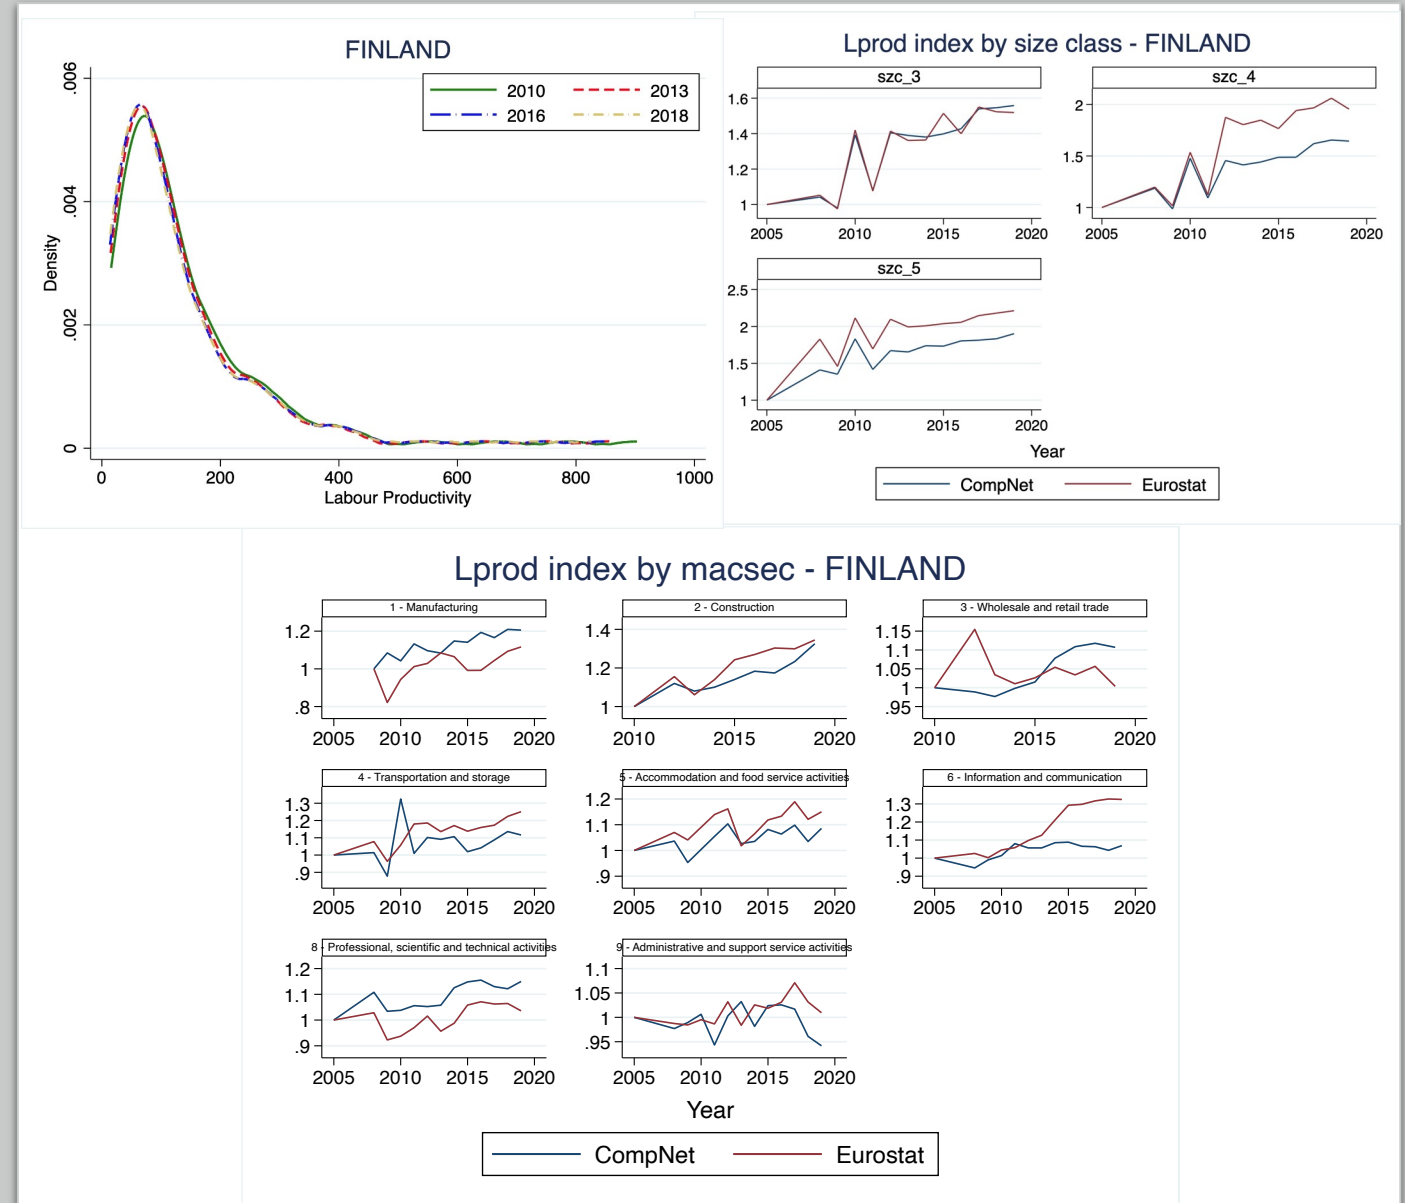 FINLAND
2010 2013
2016 2018
.006
.004
.002
0
Density
0 200 400 600 800 1000
Labour Productivity
Lprod index by size class - FINLAND
szc_3
1.6
1.4
1.2
1
2005 2010 2015 2020
szc_4
2
1.5
1
2005 2010 2015 2020
szc_5
2.5
2
1.5
1
2005 2010 2015 2020
Year
CompNet Eurostat
Lprod index by macsec - FINLAND
1 - Manufacturing
1.2
1
.8
2005 2010 2015 2020
2 - Construction
1.4
1.2
1
2010 2015 2020
3 - Wholesale and retail trade
1.15
1.1
1.05
1
.95
2010 2015 2020
4 - Transportation and storage
1.3
1.2
1.1
1
.9
2005 2010 2015 2020
5 - Accommodation and food service activities
1.2
1.1
1
.9
2005 2010 2015 2020
6 - Information and communication
1.3
1.2
1.1
1
.9
2005 2010 2015 2020
8 - Professional, scientific and technical activities
1.2
1.1
1
.9
2005 2010 2015 2020
9 - Administrative and support service activities
1.1
1.05
1
.95
2005 2010 2015 2020
Year
CompNet Eurostat